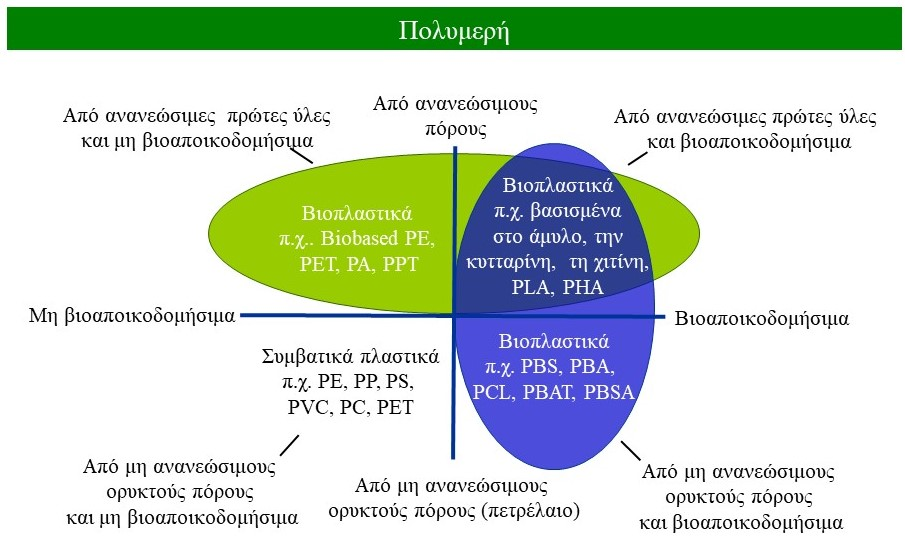 Πολυμερή
Από ανανεώσιμες  πρώτες ύλες
και μη βιοαποικοδομήσιμα
Από ανανεώσιμους
πόρους
Από ανανεώσιμες πρώτες ύλες
και βιοαποικοδομήσιμα
Βιοπλαστικά
π.χ.. Biobased PE,
PET, PA, PPT
Βιοπλαστικά
π.χ. βασισμένα
στο άμυλο, την
κυτταρίνη,  τη χιτίνη,
PLA, PHA
Μη βιοαποικοδομήσιμα
Βιοαποικοδομήσιμα
Συμβατικά πλαστικά
π.χ. PE, PP, PS,
PVC, PC, PET
Βιοπλαστικά
π.χ. PBS, PBA,
PCL, PBAT, PBSA
Από μη ανανεώσιμους
ορυκτούς πόρους
και μη βιοαποικοδομήσιμα
Από μη ανανεώσιμους
ορυκτούς πόρους (πετρέλαιο)
Από μη ανανεώσιμους
ορυκτούς πόρους
και βιοαποικοδομήσιμα